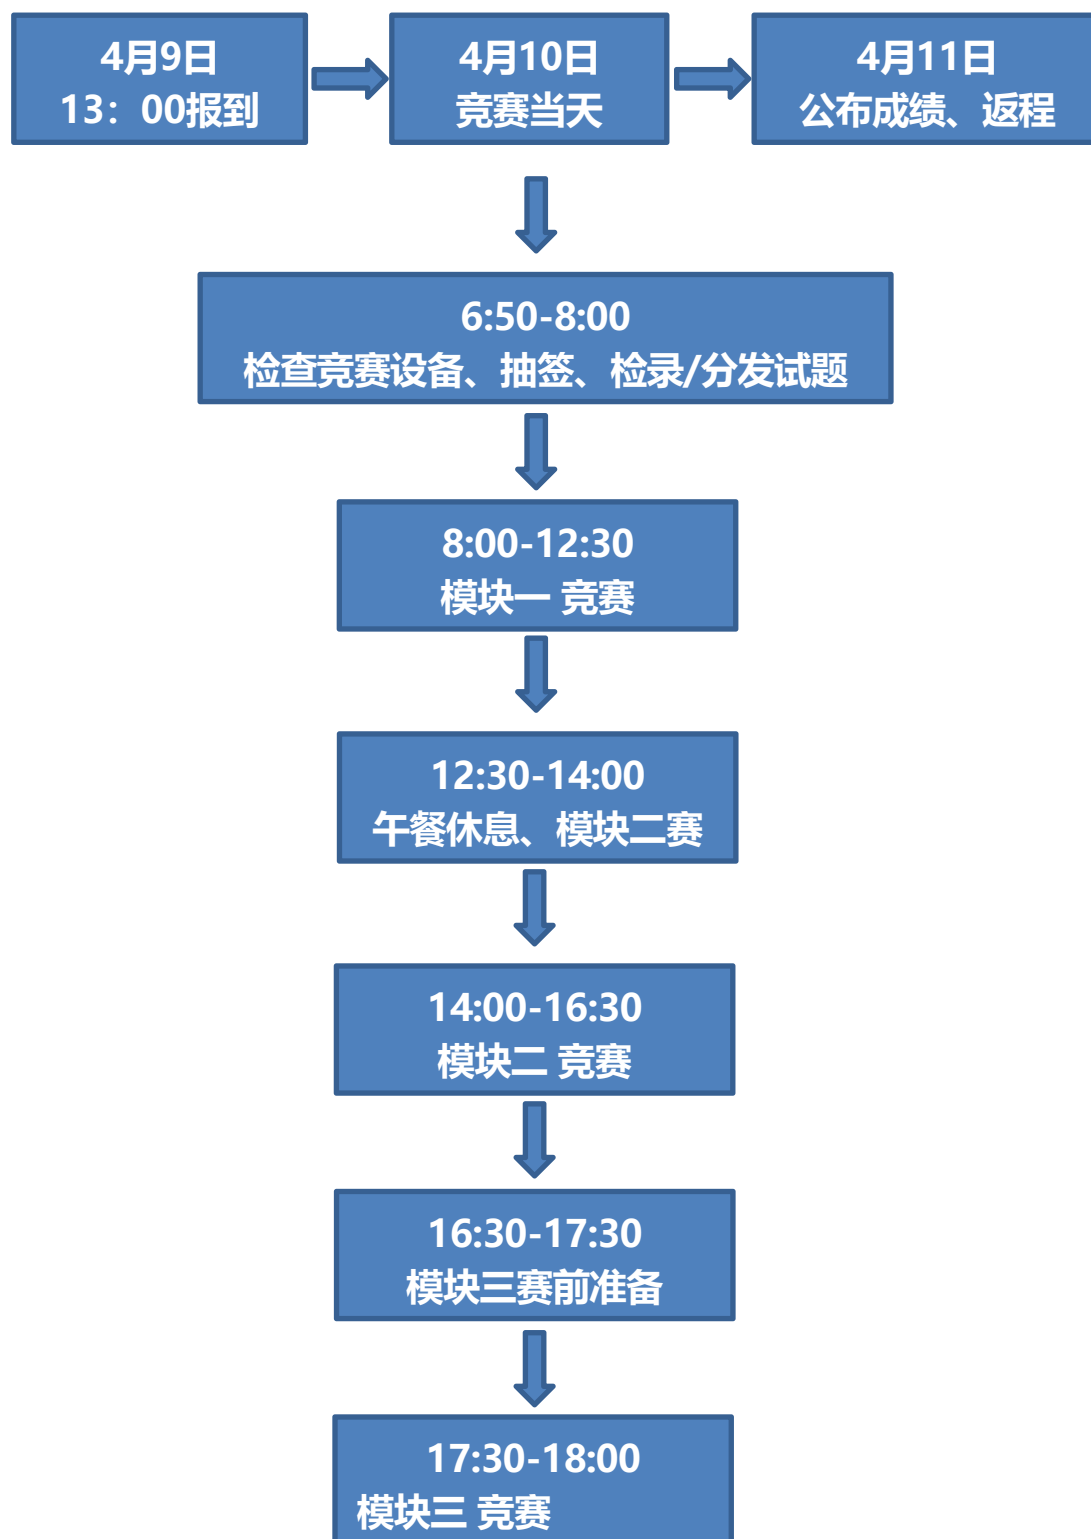 4月9日
13：00报到
4月10日
竞赛当天
4月11日
公布成绩、返程
6:50-8:00
检查竞赛设备、抽签、检录/分发试题
8:00-12:30
模块一 竞赛
12:30-14:00
午餐休息、模块二赛
14:00-16:30
模块二 竞赛
16:30-17:30
模块三赛前准备
17:30-18:00
模块三 竞赛